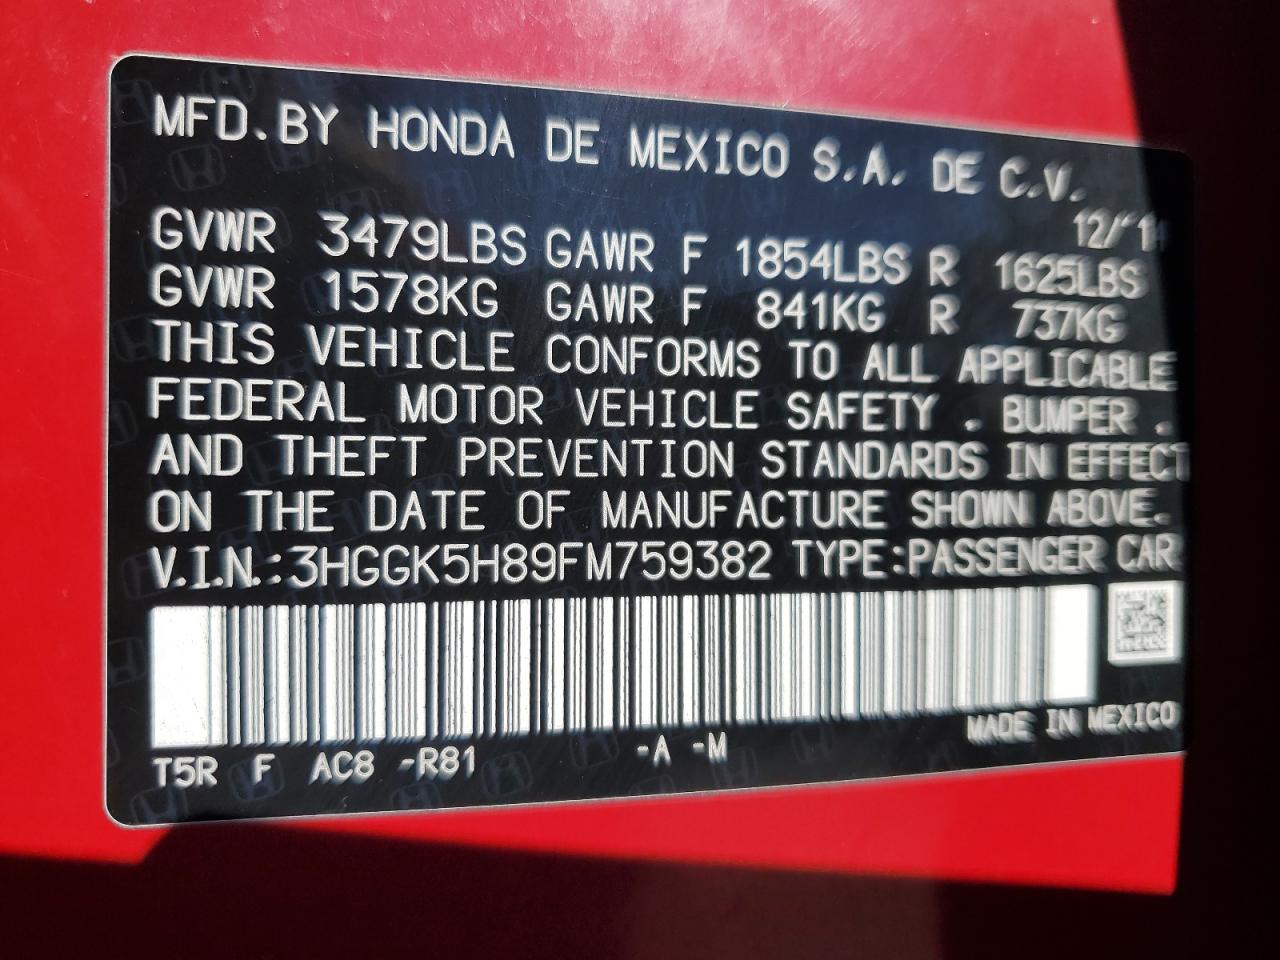 MFD.BY HONDA DE MEXICO S.A. DE C.V.
12/'14
GVWR 3479LBS GAWR F 1854LBS R 1625LBS
GVWR 1578KG GAWR F 841KG R 737KG
THIS VEHICLE CONFORMS TO ALL APPLICABLE
FEDERAL MOTOR VEHICLE SAFETY , BUMPER ,
AND THEFT PREVENTION STANDARDS IN EFFECT
ON THE DATE OF MANUFACTURE SHOWN ABOVE.
V.I.N.:3HGGK5H89FM759382 TYPE:PASSENGER CAR
MADE IN MEXICO
T5R F AC8 -R81 -A -M